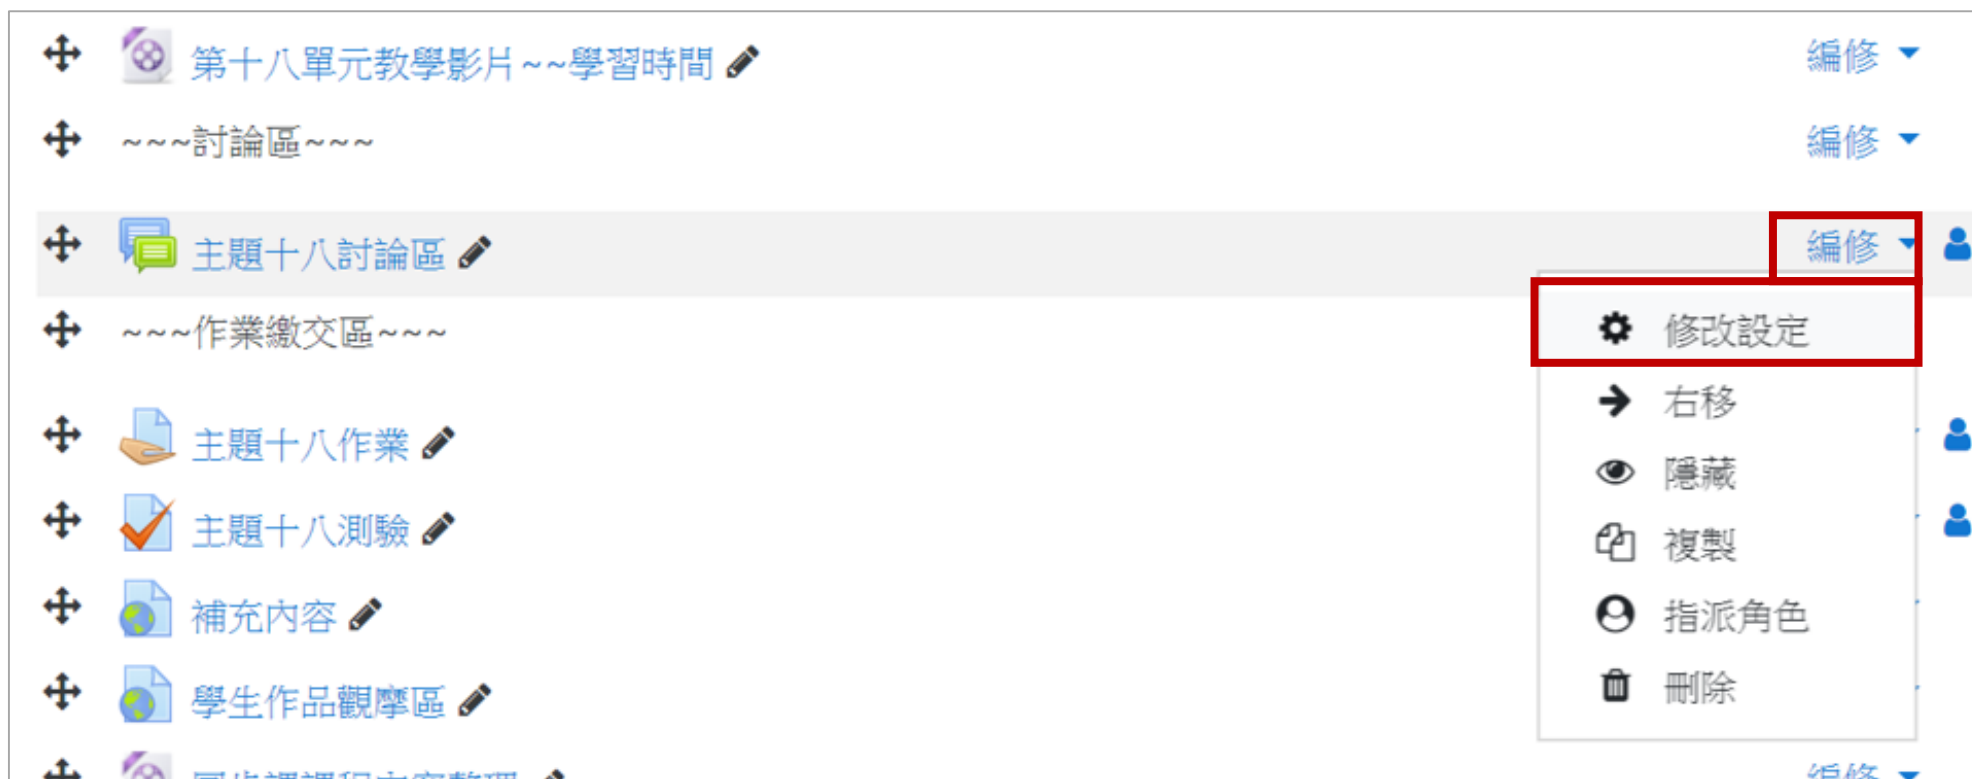 第十八單元教學影片~~學習時間 編修
~~~討論區~~~ 編修
主題十八討論區 編修
~~~作業繳交區~~~
修改設定
右移
主題十八作業
隱藏
主題十八測驗
複製
補充內容
指派角色
學生作品觀摩區
刪除
編修